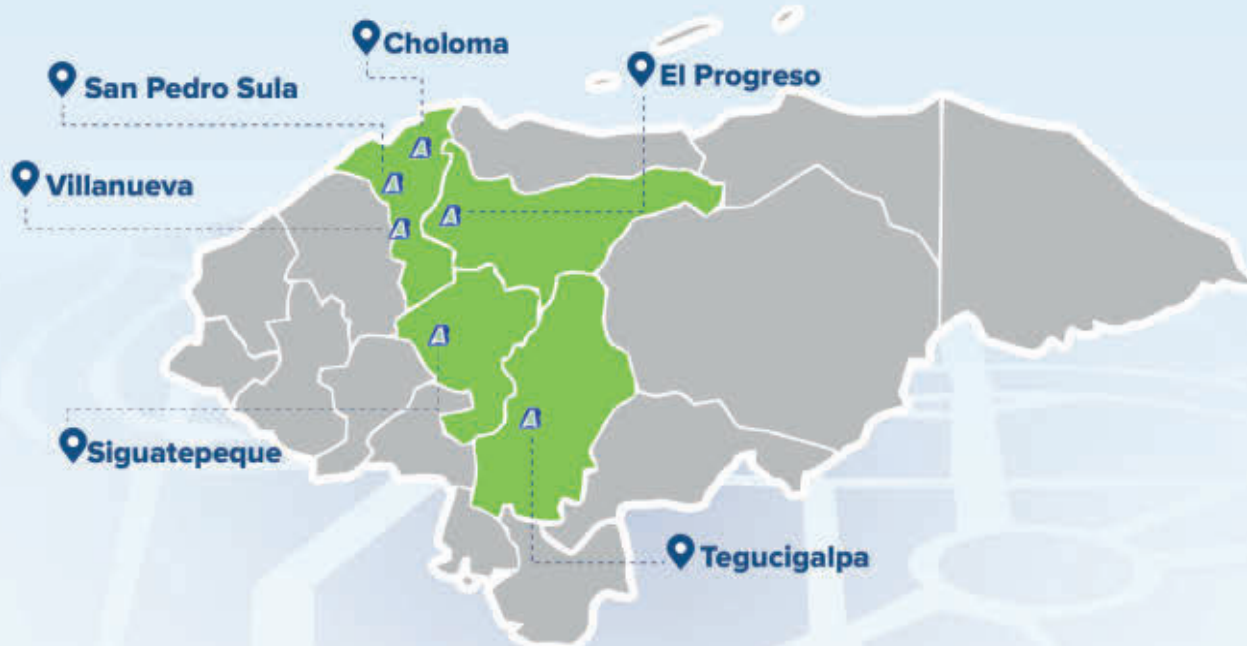 Choloma
San Pedro Sula
El Progreso
Villanueva
Siguatepeque
Tegucigalpa
A
A
A
A
A
A